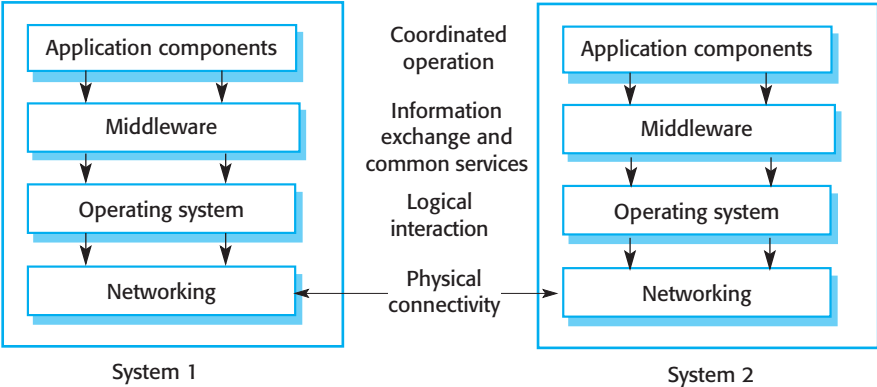 Application components
Middleware
Operating system
Networking
System 1
Coordinated
operation
Information
exchange and
common services
Logical
interaction
Physical
connectivity
Application components
Middleware
Operating system
Networking
System 2